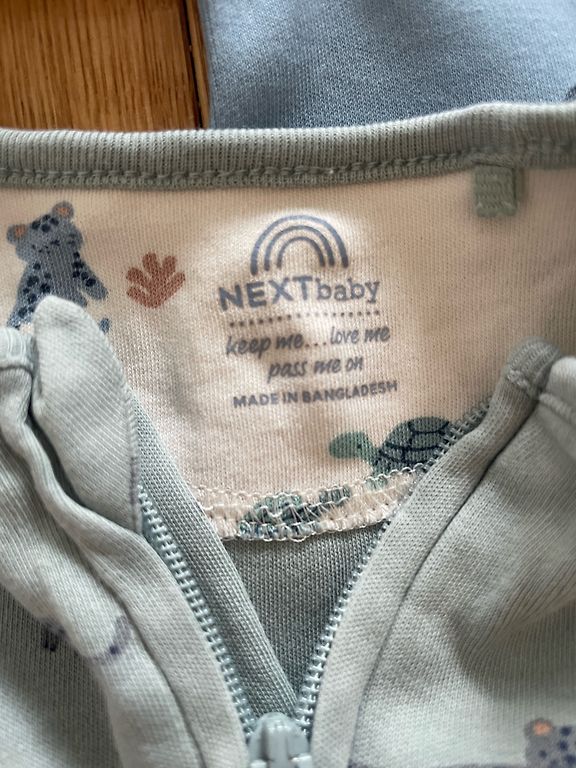 NEXTbaby
keep me...love me
pass me on
MADE IN BANGLADESH